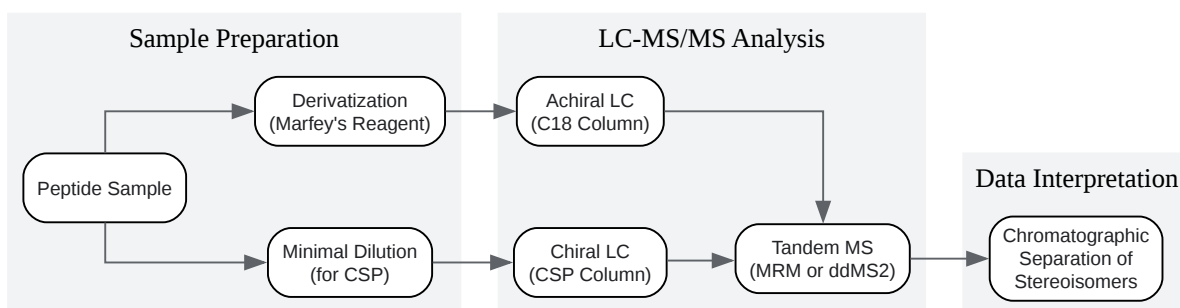 Sample Preparation
LC-MS/MS Analysis
Derivatization
(Marfey's Reagent)
Achiral LC
(C18 Column)
Peptide Sample
Data Interpretation
Minimal Dilution
(for CSP)
Chiral LC
(CSP Column)
Tandem MS
(MRM or ddMS2)
Chromatographic
Separation of
Stereoisomers